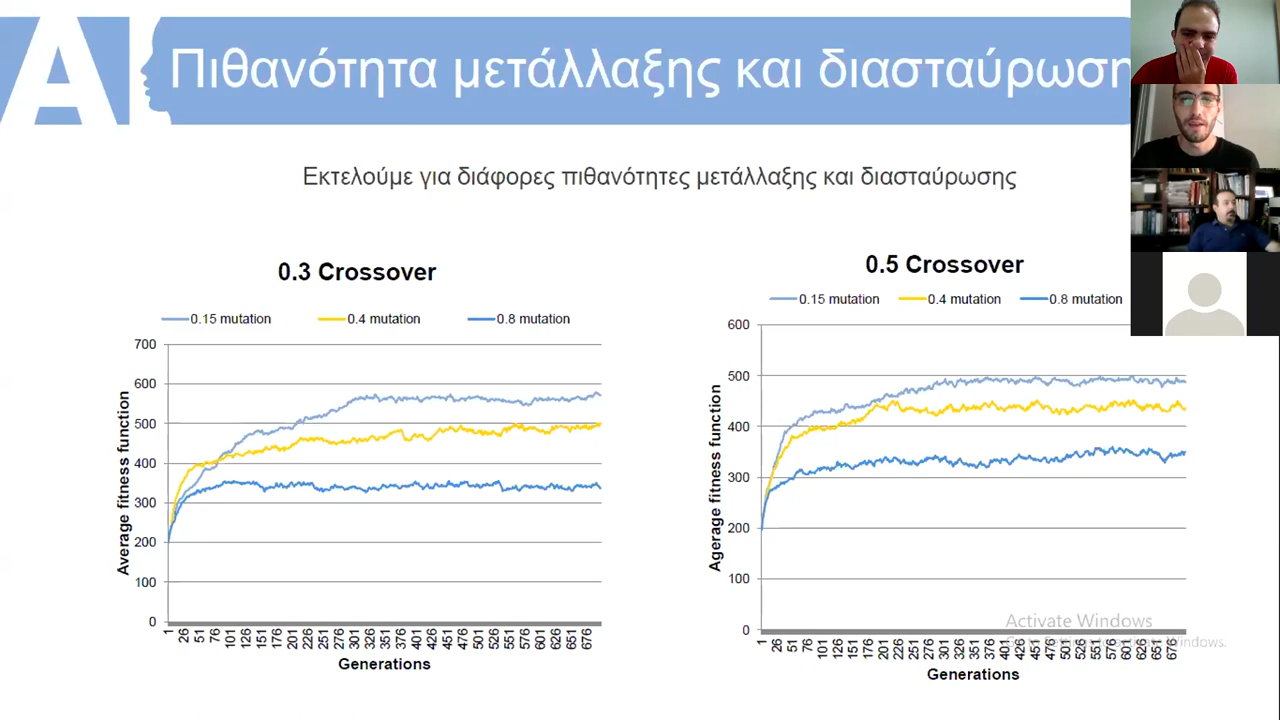 AI
Πιθανότητα μετάλλαξης και διασταύρωση
Εκτελούμε για διάφορες πιθανότητες μετάλλαξης και διασταύρωσης
0.3 Crossover
0.15 mutation 0.4 mutation 0.8 mutation
Average fitness function
700
600
500
400
300
200
100
0
1 26 51 76 101 126 151 176 201 226 251 276 301 326 351 376 401 426 451 476 501 526 551 576 601 626 651 676
Generations
0.5 Crossover
0.15 mutation 0.4 mutation 0.8 mutation
Agerage fitness function
600
500
400
300
200
100
0
1 26 51 76 101 126 151 176 201 226 251 276 301 326 351 376 401 426 451 476 501 526 551 576 601 626 651 676
Generations
Activate Windows
Go to Settings to activate Windows.